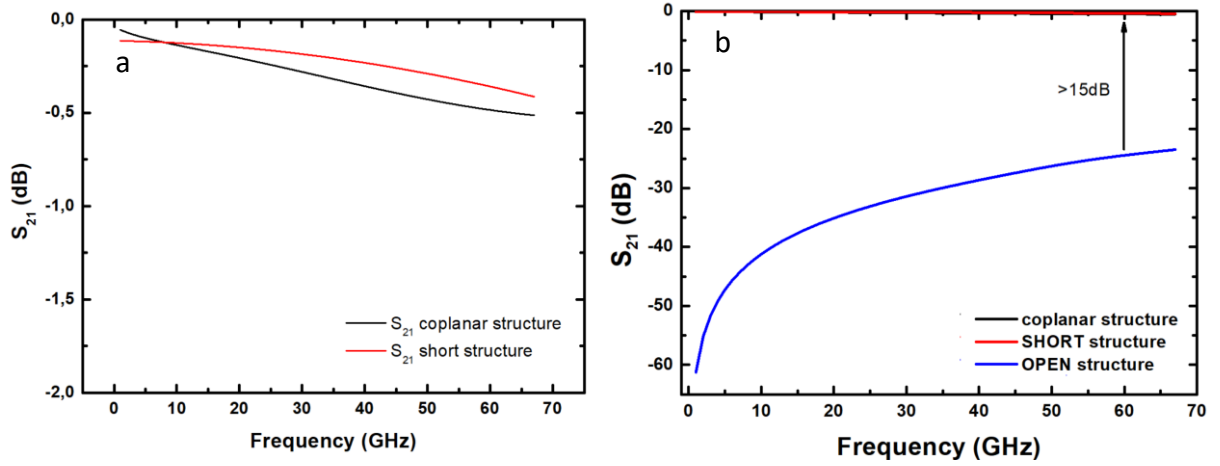 a
S21 (dB)
0,0
-0,5
-1,0
-1,5
-2,0
S21 coplanar structure
S21 short structure
0 10 20 30 40 50 60 70
Frequency (GHz)
b
S21 (dB)
0
-10
-20
-30
-40
-50
-60
>15dB
coplanar structure
SHORT structure
OPEN structure
0 10 20 30 40 50 60 70
Frequency (GHz)